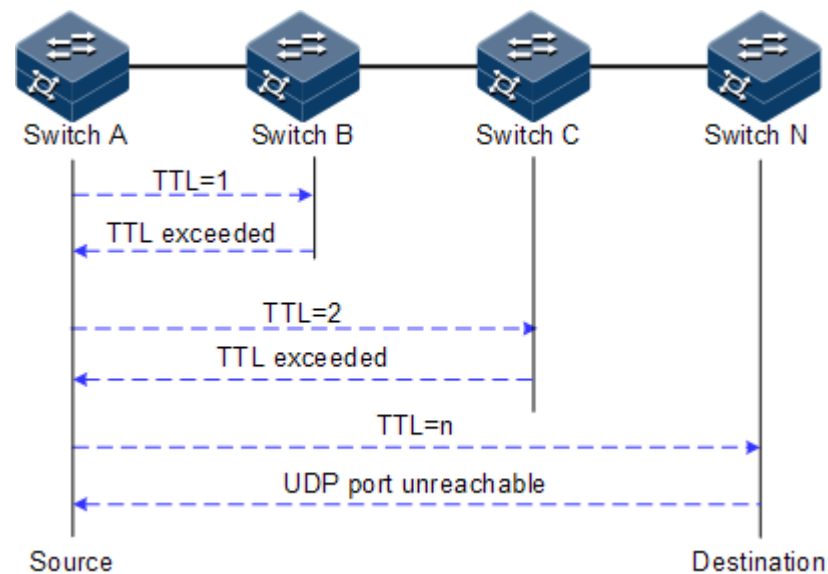 Switch A
Switch B
Switch C
Switch N
TTL=1
TTL exceeded
TTL=2
TTL exceeded
TTL=n
UDP port unreachable
Source
Destination